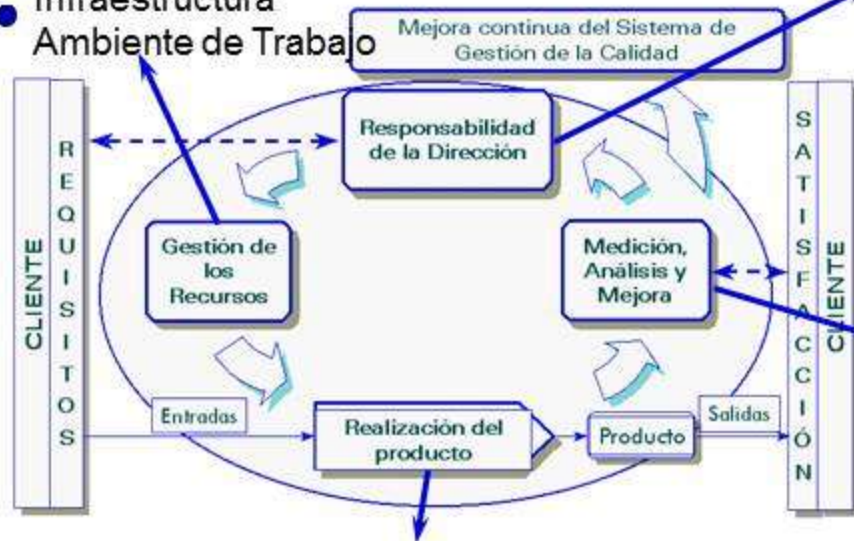 Infraestructura
Ambiente de Trabajo
Mejora continua del Sistema de
Gestión de la Calidad
Responsabilidad
de la Dirección
CLIENTE
REQUISITOS
Gestión de
los
Recursos
Medición,
Análisis y
Mejora
SATISFACCIÓN
CLIENTE
Entradas
Realización del
producto
Producto
Salidas